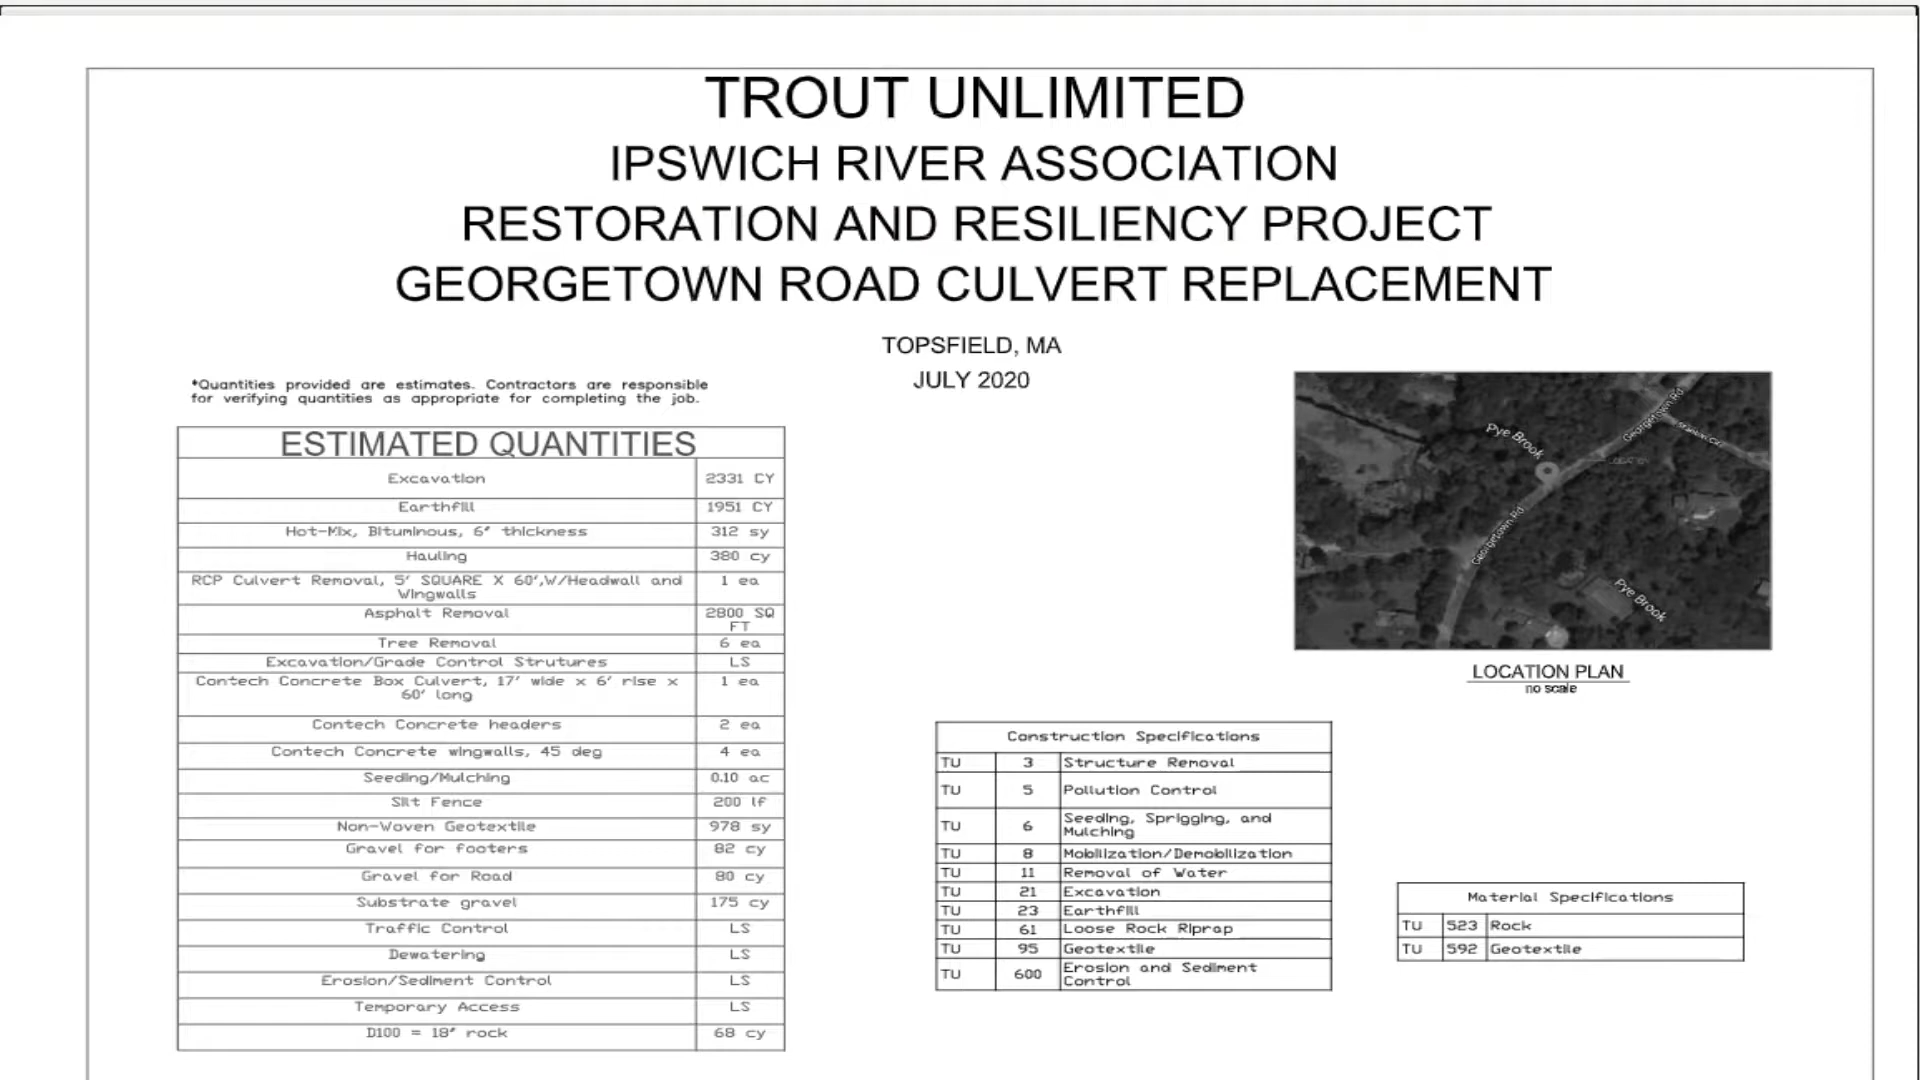 TROUT UNLIMITED
IPSWICH RIVER ASSOCIATION
RESTORATION AND RESILIENCY PROJECT
GEORGETOWN ROAD CULVERT REPLACEMENT
TOPSFIELD, MA
JULY 2020
*Quantities provided are estimates. Contractors are responsible
for verifying quantities as appropriate for completing the job.
ESTIMATED QUANTITIES
Excavation 2331 CY
Earthfill 1951 CY
Hot-Mix, Bituminous, 6" thickness 312 sy
Hauling 380 cy
RCP Culvert Removal, 5' SQUARE X 60',W/Headwall and 1 ea
Wingwalls
Asphalt Removal 2800 SQ
FT
Tree Removal 6 ea
Excavation/Grade Control Strutures LS
Contech Concrete Box Culvert, 17' wide x 6' rise x 1 ea
60' long
Contech Concrete headers 2 ea
Contech Concrete wingwalls, 45 deg 4 ea
Seeding/Mulching 0.10 ac
Silt Fence 200 lf
Non-Woven Geotextile 978 sy
Gravel for footers 82 cy
Gravel for Road 80 cy
Substrate gravel 175 cy
Traffic Control LS
Dewatering LS
Erosion/Sediment Control LS
Temporary Access LS
D100 = 18" rock 68 cy
Georgetown Rd
Pye Brook
LOCATION
Georgetown Rd
Pye Brook
LOCATION PLAN
no scale
Construction Specifications
TU 3 Structure Removal
TU 5 Pollution Control
TU 6 Seeding, Sprigging, and
Mulching
TU 8 Mobilization/Demobilization
TU 11 Removal of Water
TU 21 Excavation
TU 23 Earthfill
TU 61 Loose Rock Riprap
TU 95 Geotextile
TU 600 Erosion and Sediment
Control
Material Specifications
TU 523 Rock
TU 592 Geotextile